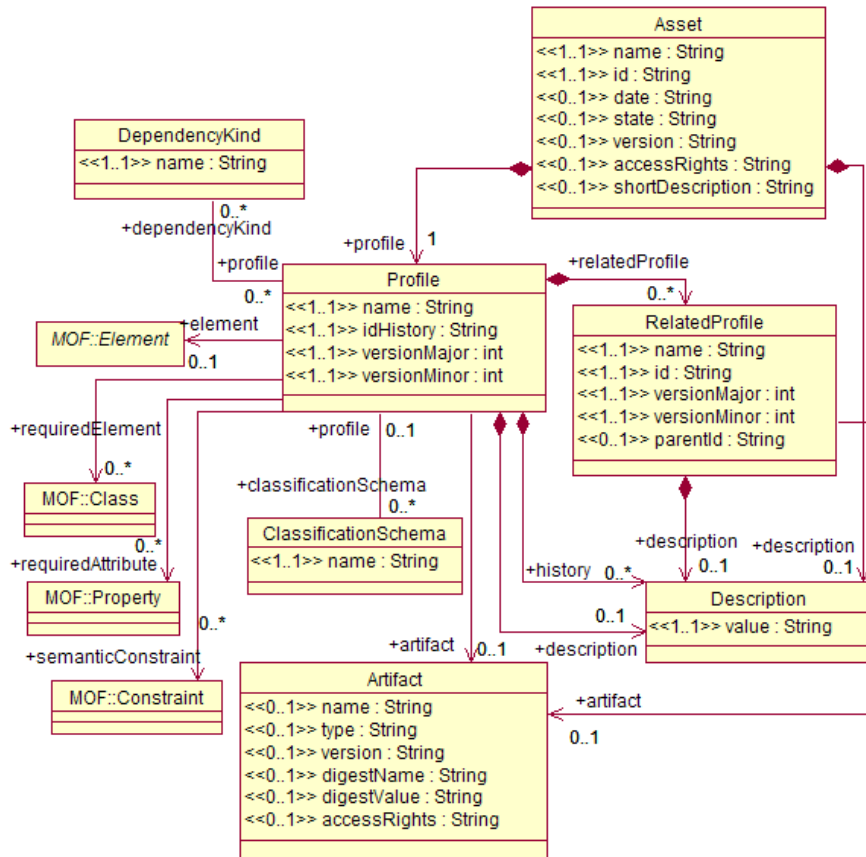 Asset
<<1..1>> name : String
<<1..1>> id : String
<<0..1>> date : String
<<0..1>> state : String
<<0..1>> version : String
<<0..1>> accessRights : String
<<0..1>> shortDescription : String
DependencyKind
<<1..1>> name : String
0..*
+dependencyKind
+profile
0..*
+profile
1
Profile
<<1..1>> name : String
<<1..1>> idHistory : String
<<1..1>> versionMajor : int
<<1..1>> versionMinor : int
+relatedProfile
0..*
RelatedProfile
<<1..1>> name : String
<<1..1>> id : String
<<1..1>> versionMajor : int
<<1..1>> versionMinor : int
<<0..1>> parentId : String
MOF::Element
+element
0..1
+requiredElement
0..*
MOF::Class
+profile
0..1
+classificationSchema
0..*
ClassificationSchema
<<1..1>> name : String
0..*
+requiredAttribute
MOF::Property
0..*
+semanticConstraint
MOF::Constraint
+description
0..1
+description
0..1
+history
0..*
0..1
+description
Description
<<1..1>> value : String
+artifact
0..1
Artifact
<<0..1>> name : String
<<0..1>> type : String
<<0..1>> version : String
<<0..1>> digestName : String
<<0..1>> digestValue : String
<<0..1>> accessRights : String
+artifact
0..1